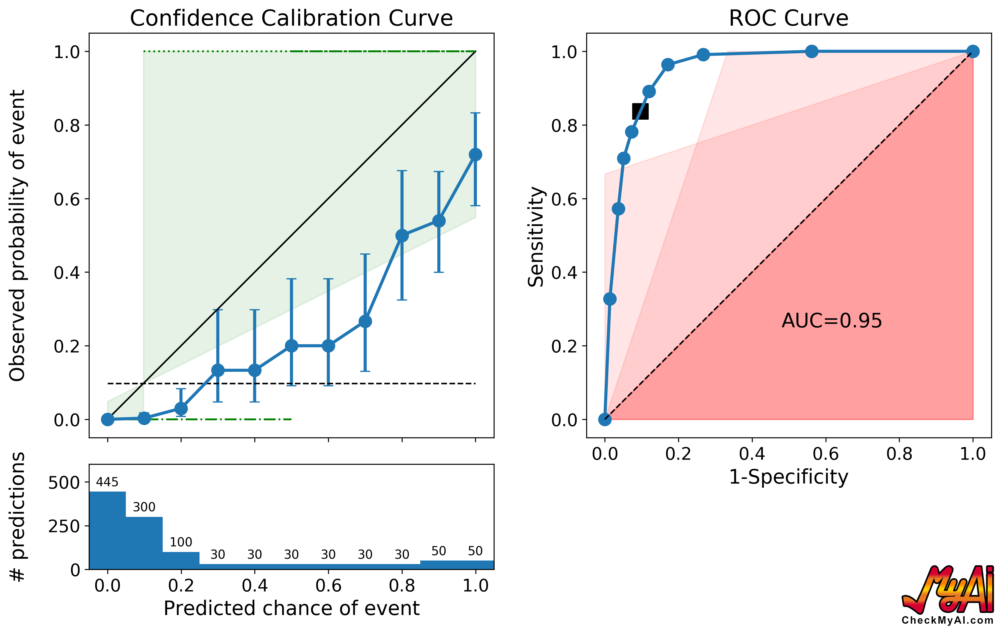 Confidence Calibration Curve
Observed probability of event
1.0
0.8
0.6
0.4
0.2
0.0
# predictions
500
250
0
445
300
100
30
30
30
30
30
30
50
50
0.0 0.2 0.4 0.6 0.8 1.0
Predicted chance of event
ROC Curve
Sensitivity
1.0
0.8
0.6
0.4
0.2
0.0
AUC=0.95
0.0 0.2 0.4 0.6 0.8 1.0
1-Specificity
MyAi
CheckMyAI.com